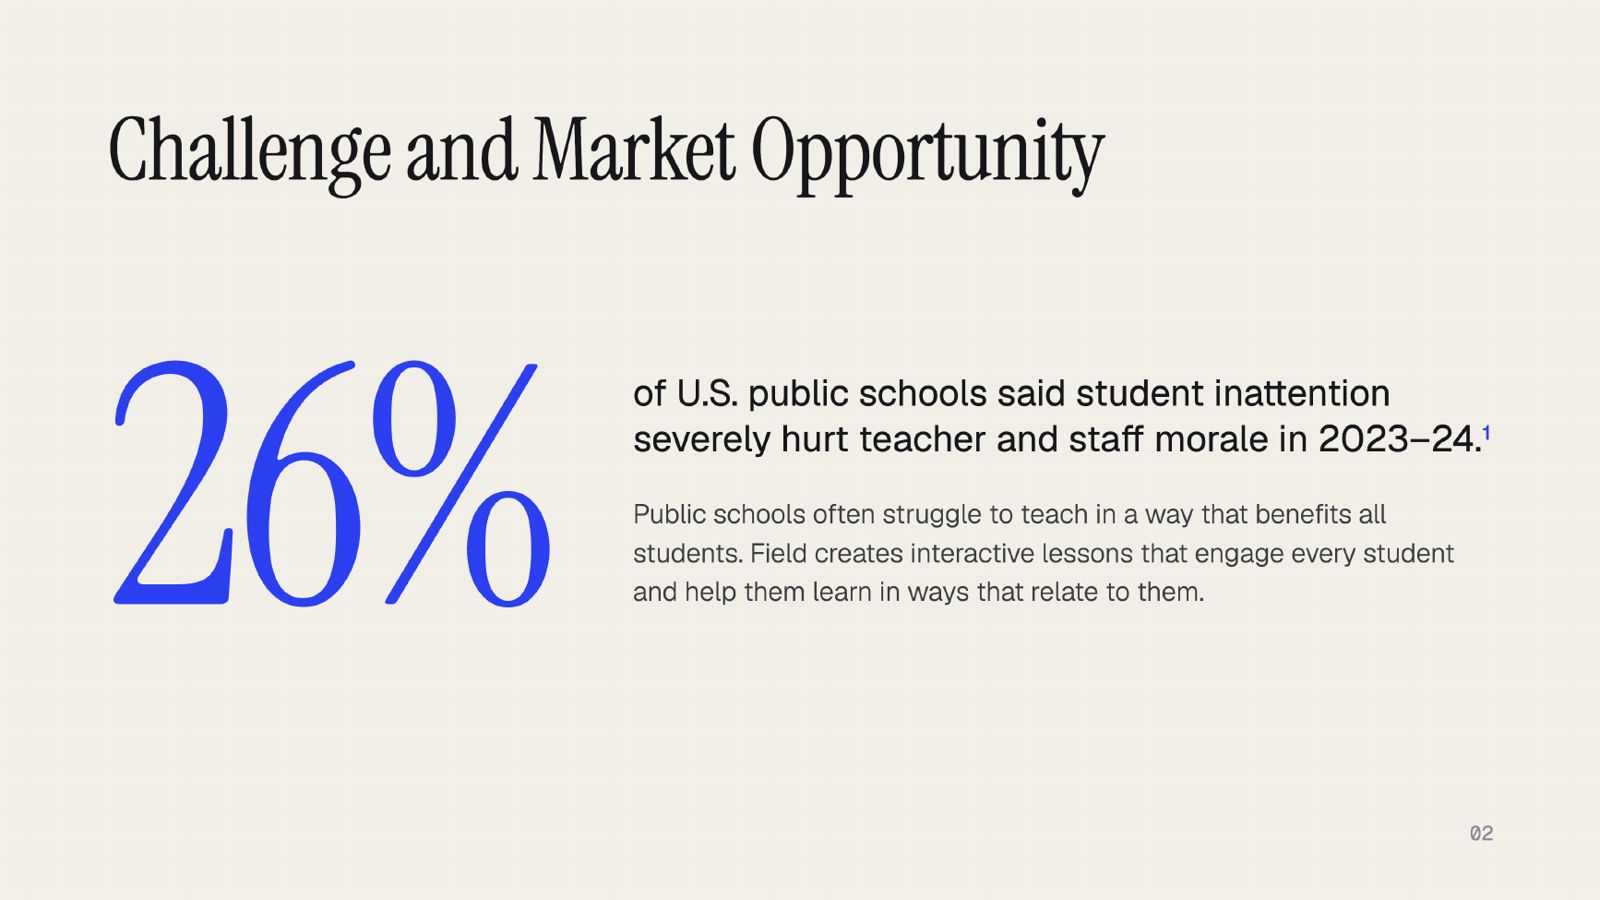 Challenge and Market Opportunity
26%
of U.S. public schools said student inattention
severely hurt teacher and staff morale in 2023–24.¹
Public schools often struggle to teach in a way that benefits all
students. Field creates interactive lessons that engage every student
and help them learn in ways that relate to them.
02